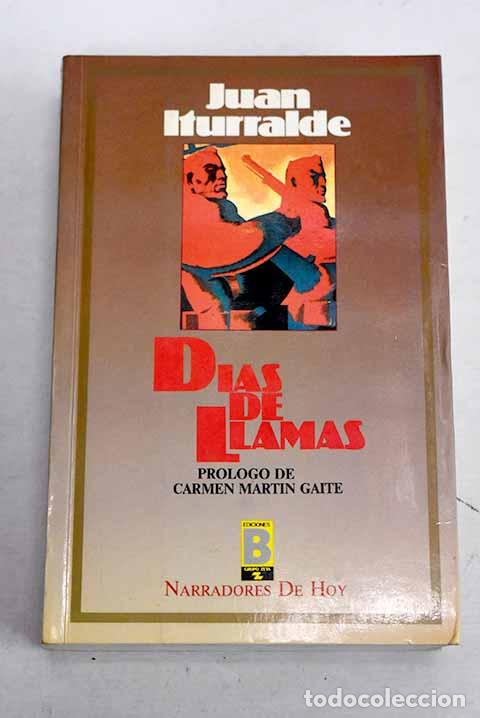 Juan
Iturralde
DIAS
DE
LLAMAS
PROLOGO DE
CARMEN MARTIN GAITE
EDICIONES
B
GRUPO ZETA
Z
NARRADORES DE HOY
todocoleccion